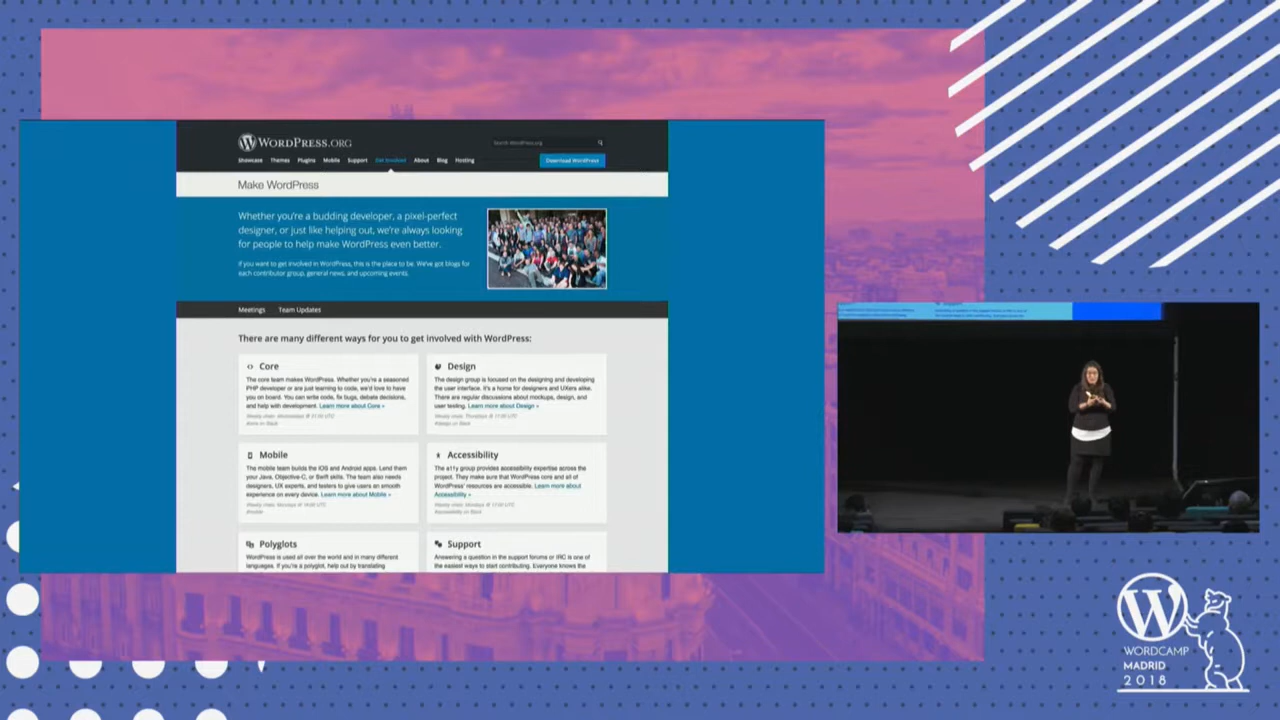 WORDPRESS.ORG
Search WordPress.org
Showcase Themes Plugins Mobile Support Get Involved About Blog Hosting
Download WordPress
Make WordPress
Whether you're a budding developer, a pixel-perfect
designer, or just like helping out, we're always looking
for people to help make WordPress even better.
If you want to get involved in WordPress, this is the place to be. We've got blogs for
each contributor group, general news, and upcoming events.
Meetings Team Updates
There are many different ways for you to get involved with WordPress:
Core
The core team makes WordPress. Whether you're a seasoned
PHP developer or are just learning to code, we'd love to have
you on board. You can write code, fix bugs, debate decisions,
and help with development. Learn more about Core »
Design
The design group is focused on the designing and developing
the user interface. It's a home for designers and UXers alike.
There are regular discussions about mockups, design, and
user testing. Learn more about Design »
Mobile
The mobile team builds the iOS and Android apps. Lend them
your Java, Objective-C, or Swift skills. The team also needs
designers, UX experts, and testers to give users an smooth
experience on every device. Learn more about Mobile »
Accessibility
The a11y group provides accessibility expertise across the
project. They make sure that WordPress core and all of
WordPress' resources are accessible. Learn more about
Accessibility »
Polyglots
WordPress is used all over the world and in many different
languages. If you're a polyglot, help out by translating
Support
Answering a question in the support forums or IRC is one of
the easiest ways to start contributing. Everyone knows the
W
WORDCAMP
MADRID
2018